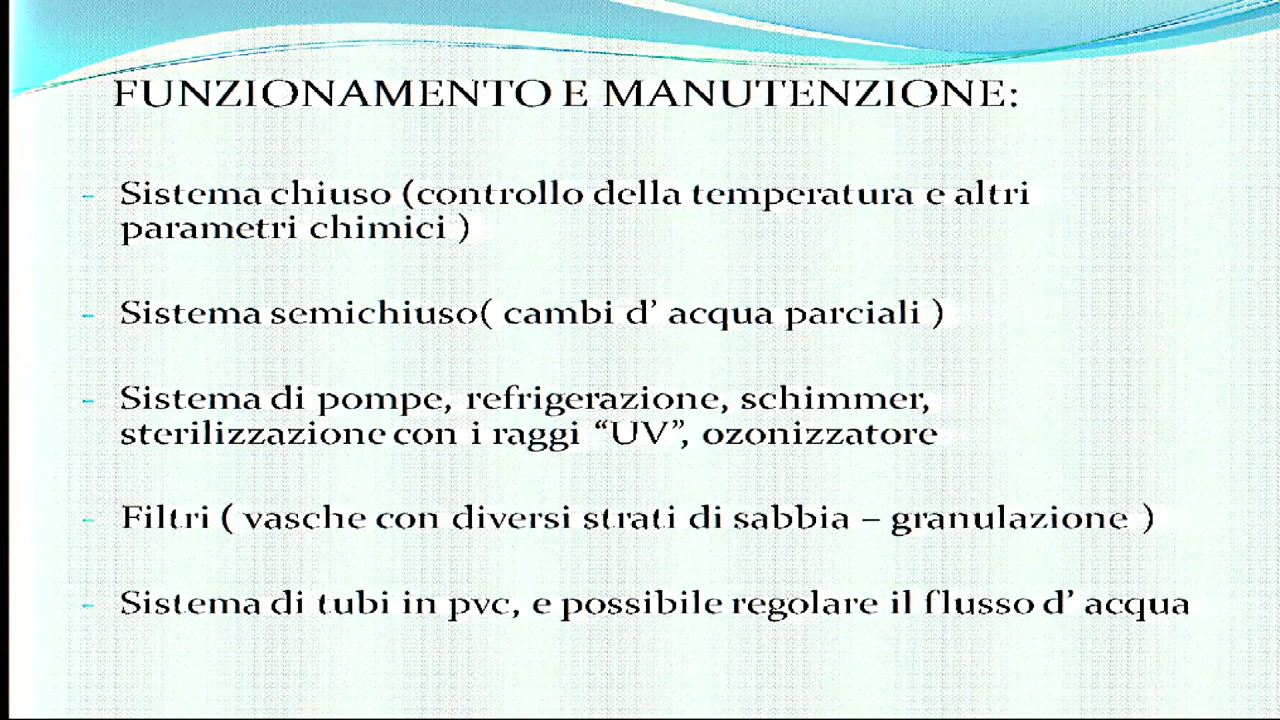 FUNZIONAMENTO E MANUTENZIONE:
- Sistema chiuso (controllo della temperatura e altri
parametri chimici )
- Sistema semichiuso( cambi d’ acqua parciali )
- Sistema di pompe, refrigerazione, schimmer,
sterilizzazione con i raggi “UV”, ozonizzatore
- Filtri ( vasche con diversi strati di sabbia – granulazione )
- Sistema di tubi in pvc, e possibile regolare il flusso d’ acqua